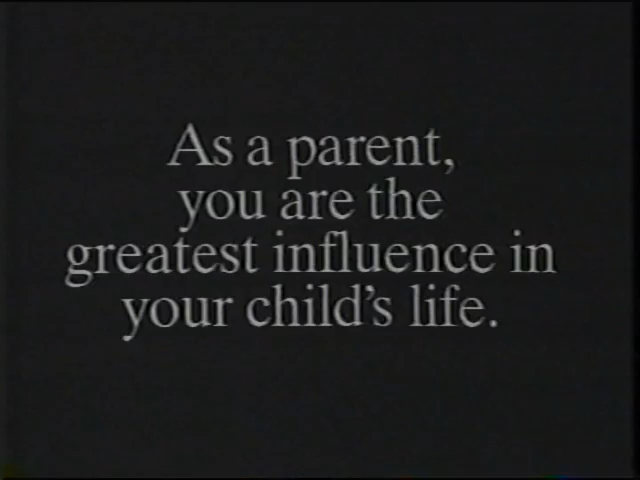 As a parent,
you are the
greatest influence in
your child's life.